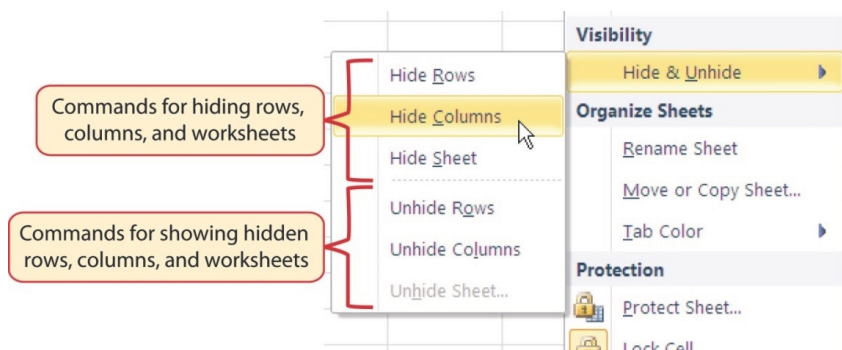 Commands for hiding rows,
columns, and worksheets
Commands for showing hidden
rows, columns, and worksheets
Hide Rows
Hide Columns
Hide Sheet
Unhide Rows
Unhide Columns
Unhide Sheet...
Visibility
Hide & Unhide
Organize Sheets
Rename Sheet
Move or Copy Sheet...
Tab Color
Protection
Protect Sheet...
Lock Cell